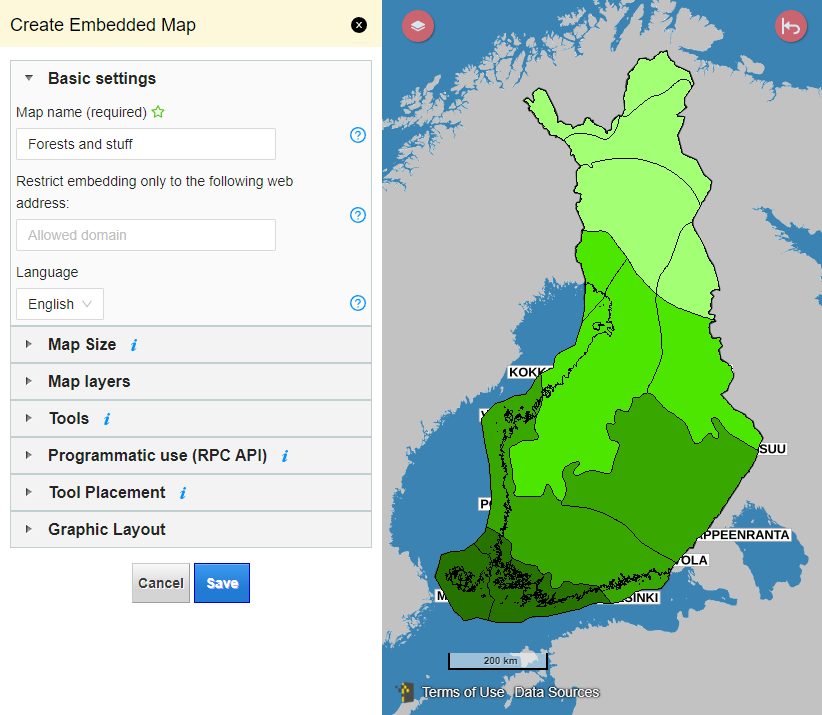 Create Embedded Map
Basic settings
Map name (required)
Forests and stuff
Restrict embedding only to the following web
address:
Allowed domain
Language
English
Map Size
Map layers
Tools
Programmatic use (RPC API)
Tool Placement
Graphic Layout
Cancel
Save
KOKK
SUU
PPEENRANTA
OLA
SINKI
200 km
Terms of Use
Data Sources